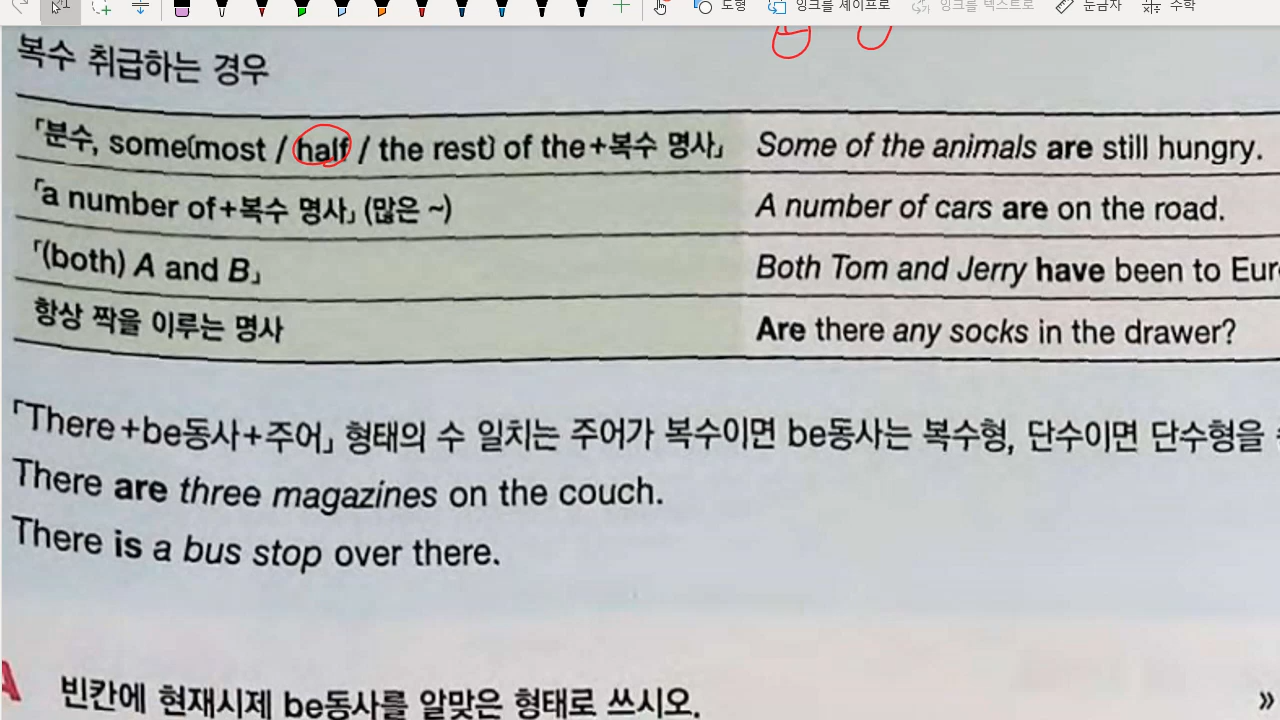 도형
잉크를 셰이프로
잉크를 텍스트로
눈금자
수학
복수 취급하는 경우
「분수, some(most / half / the rest) of the+복수 명사」 Some of the animals are still hungry.
「a number of+복수 명사」 (많은 ~) A number of cars are on the road.
「(both) A and B」 Both Tom and Jerry have been to Eur
항상 짝을 이루는 명사 Are there any socks in the drawer?
「There+be동사+주어」 형태의 수 일치는 주어가 복수이면 be동사는 복수형, 단수이면 단수형을
There are three magazines on the couch.
There is a bus stop over there.
A 빈칸에 현재시제 be동사를 알맞은 형태로 쓰시오. »